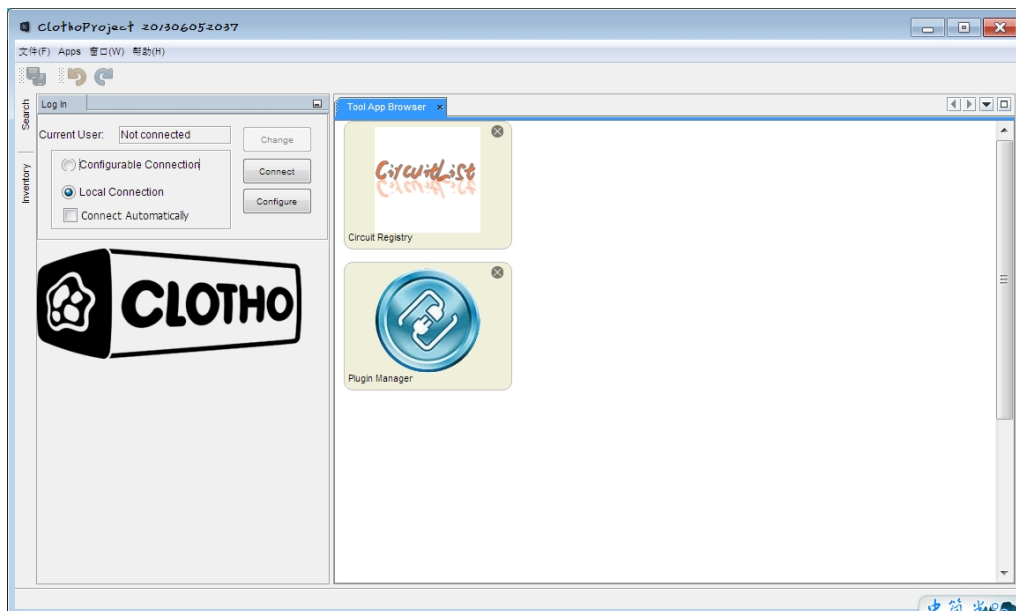 ClothoProject 201306052037
文件(F) Apps 窗口(W) 帮助(H)
Search
Inventory
Log In
Current User: Not connected
Change
Configurable Connection
Connect
Local Connection
Configure
Connect Automatically
CLOTHO
Tool App Browser
CircuitList
Circuit Registry
Plugin Manager